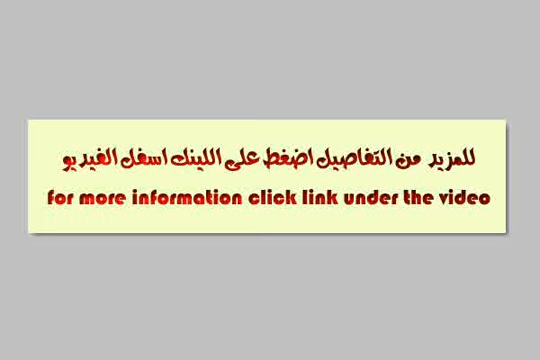 للمزيد من التفاصيل اضغط على اللينك اسفل الفيديو
for more information click link under the video